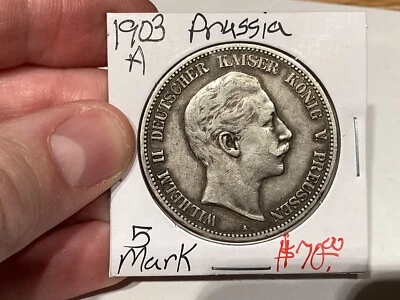 1903 Prussia
A
WILHELM II DEUTSCHER KAISER KÖNIG V. PREUSSEN
A
5
Mark
$70.00